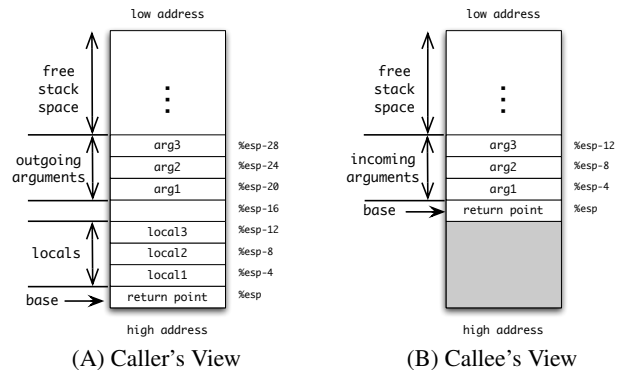 low address
free
stack
space
arg3 %esp-28
outgoing
arguments
arg2 %esp-24
arg1 %esp-20
%esp-16
local3 %esp-12
locals
local2 %esp-8
local1 %esp-4
base return point %esp
high address
(A) Caller's View
low address
free
stack
space
arg3 %esp-12
incoming
arguments
arg2 %esp-8
arg1 %esp-4
base return point %esp
high address
(B) Callee's View